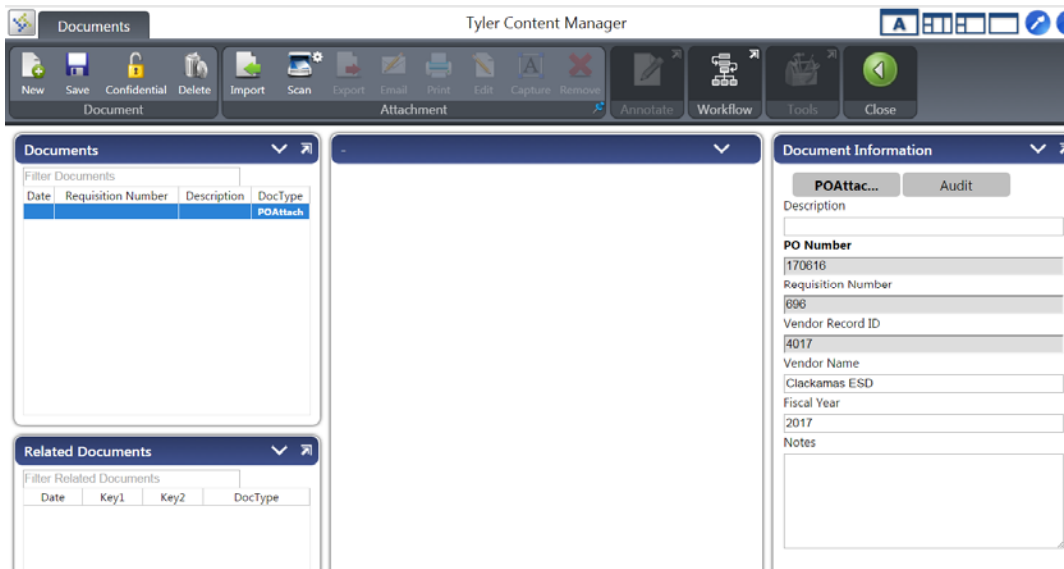 Documents
Tyler Content Manager
A
New Save Confidential Delete Import Scan Export Email Print Edit Capture Remove
Document Attachment Annotate Workflow Tools Close
Documents
Filter Documents
Date Requisition Number Description DocType
POAttach
Related Documents
Filter Related Documents
Date Key1 Key2 DocType
-
Document Information
POAttac... Audit
Description
PO Number
170616
Requisition Number
696
Vendor Record ID
4017
Vendor Name
Clackamas ESD
Fiscal Year
2017
Notes